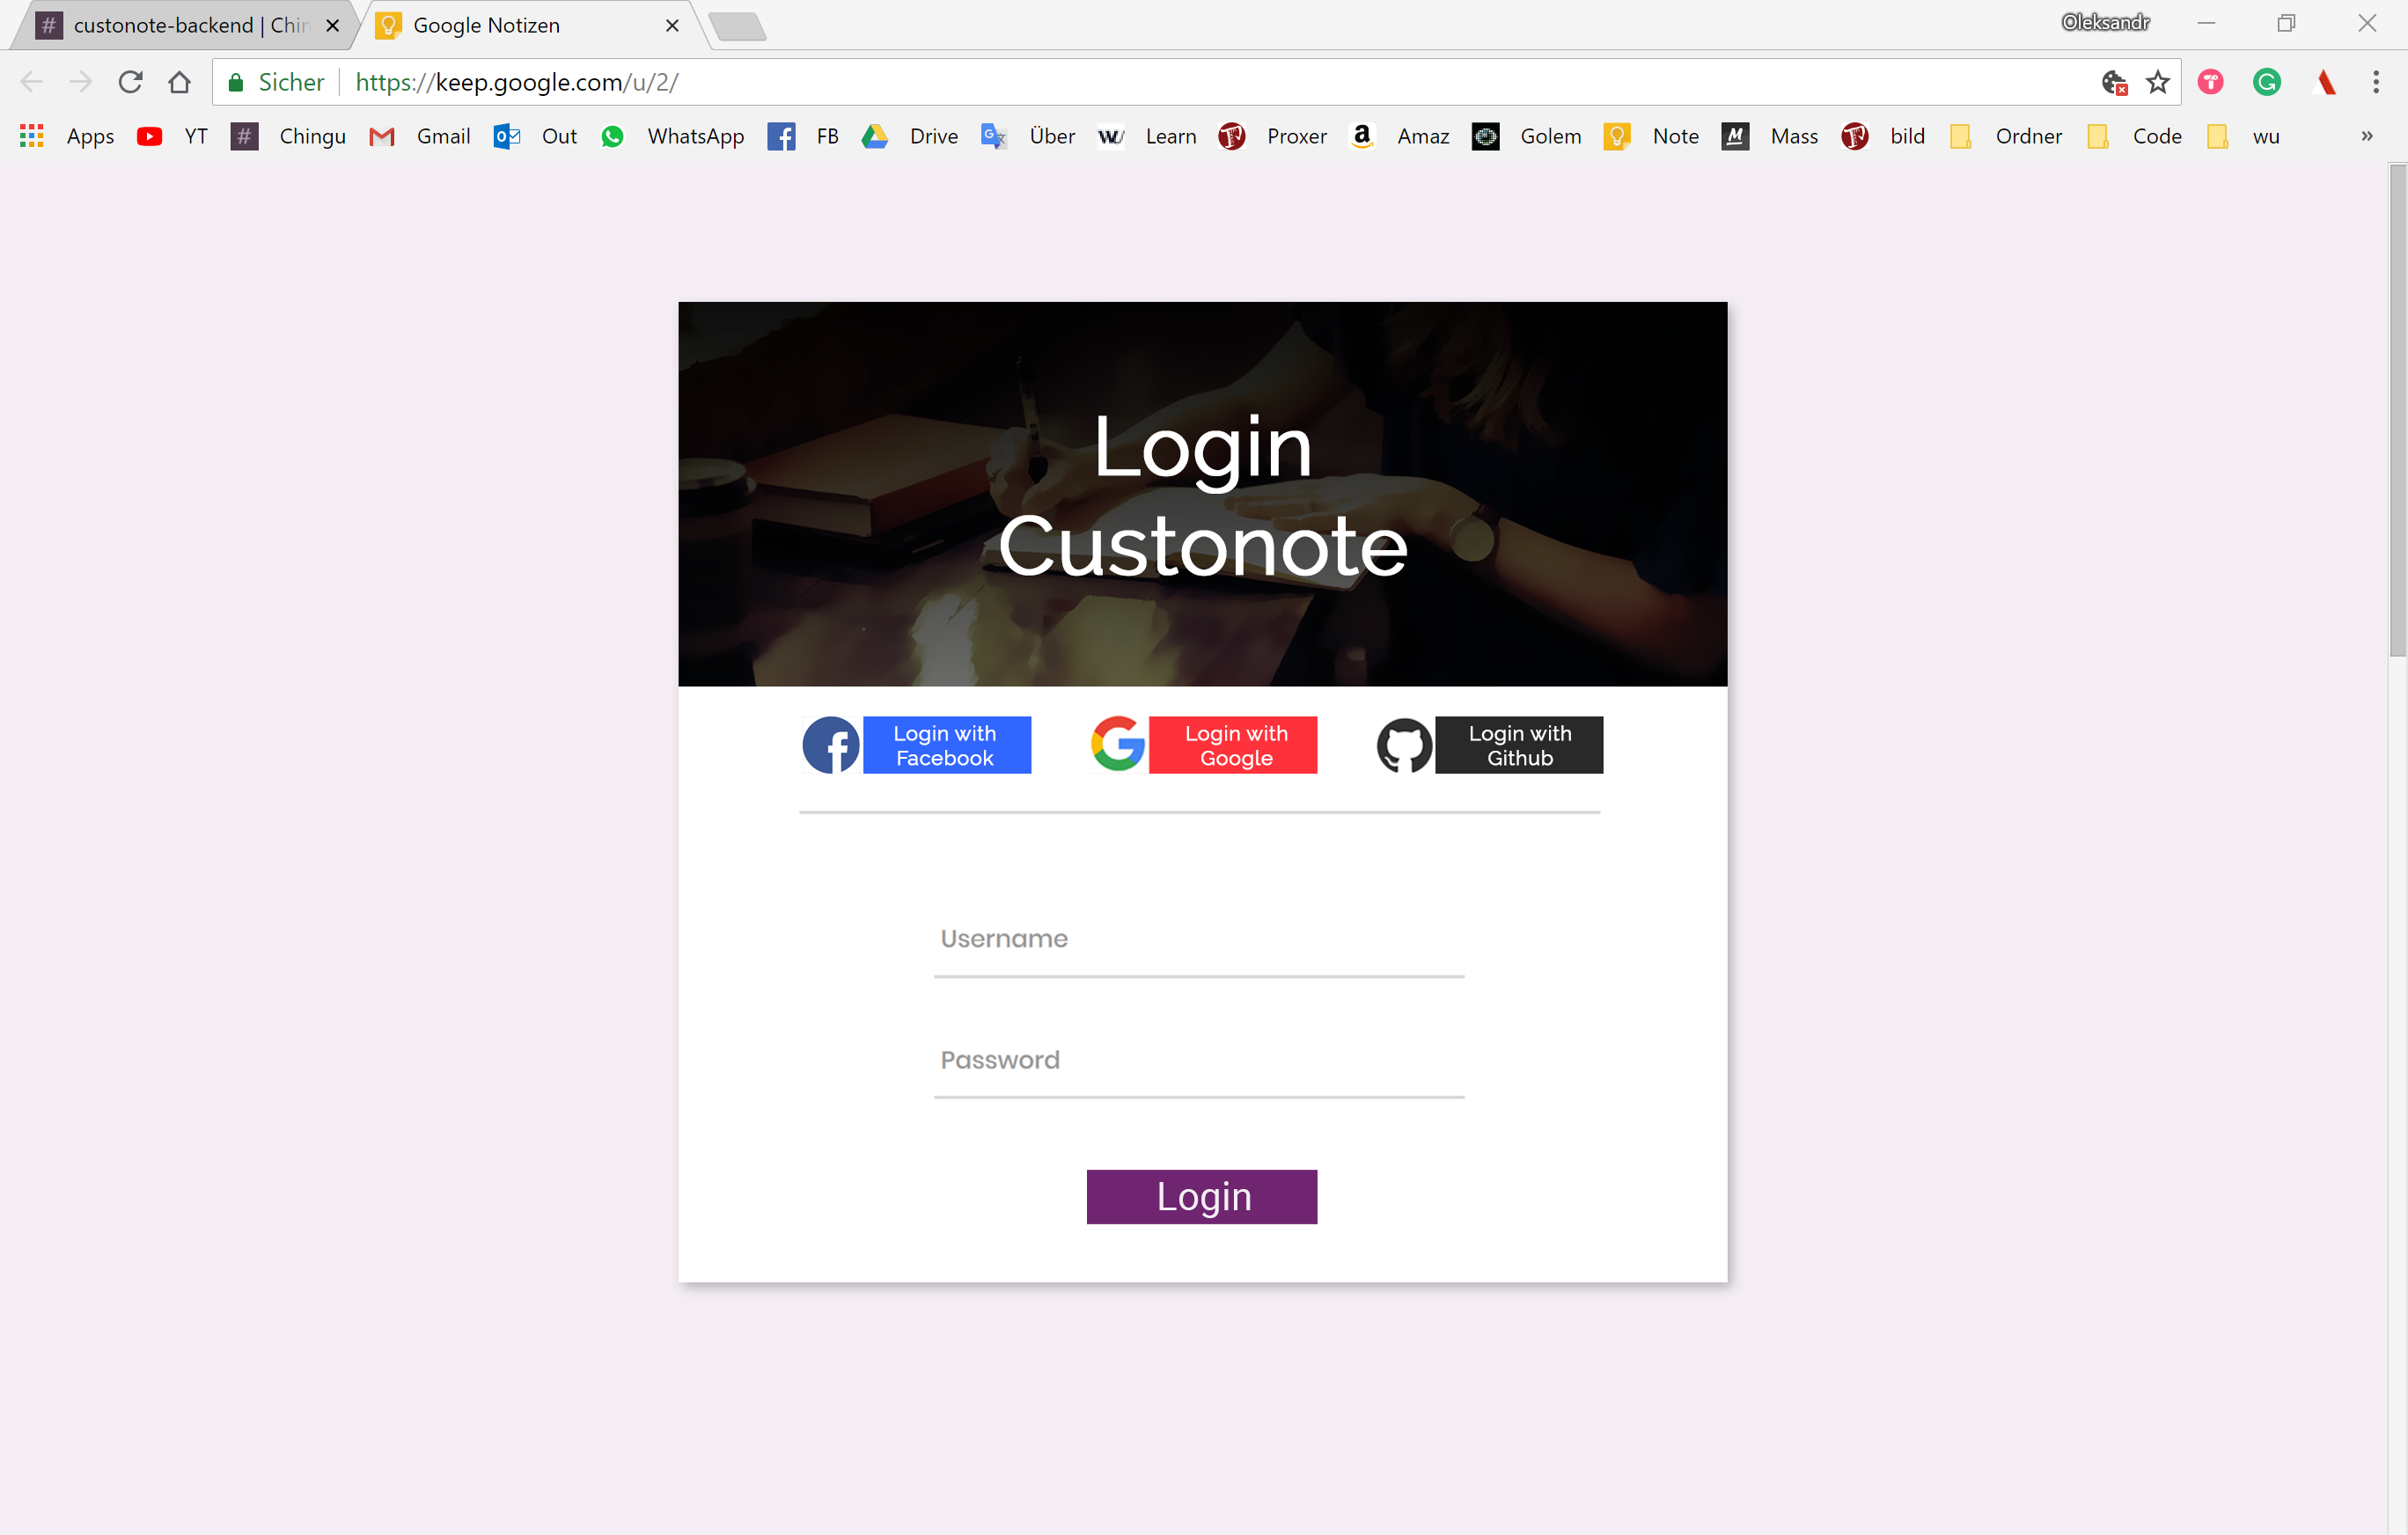 custonote-backend | Chin
Google Notizen
Oleksandr
Sicher https://keep.google.com/u/2/
Apps YT Chingu Gmail Out WhatsApp FB Drive Über Learn Proxer Amaz Golem Note Mass bild Ordner Code wu »
Login
Custonote
Login with
Facebook
Login with
Google
Login with
Github
Username
Password
Login